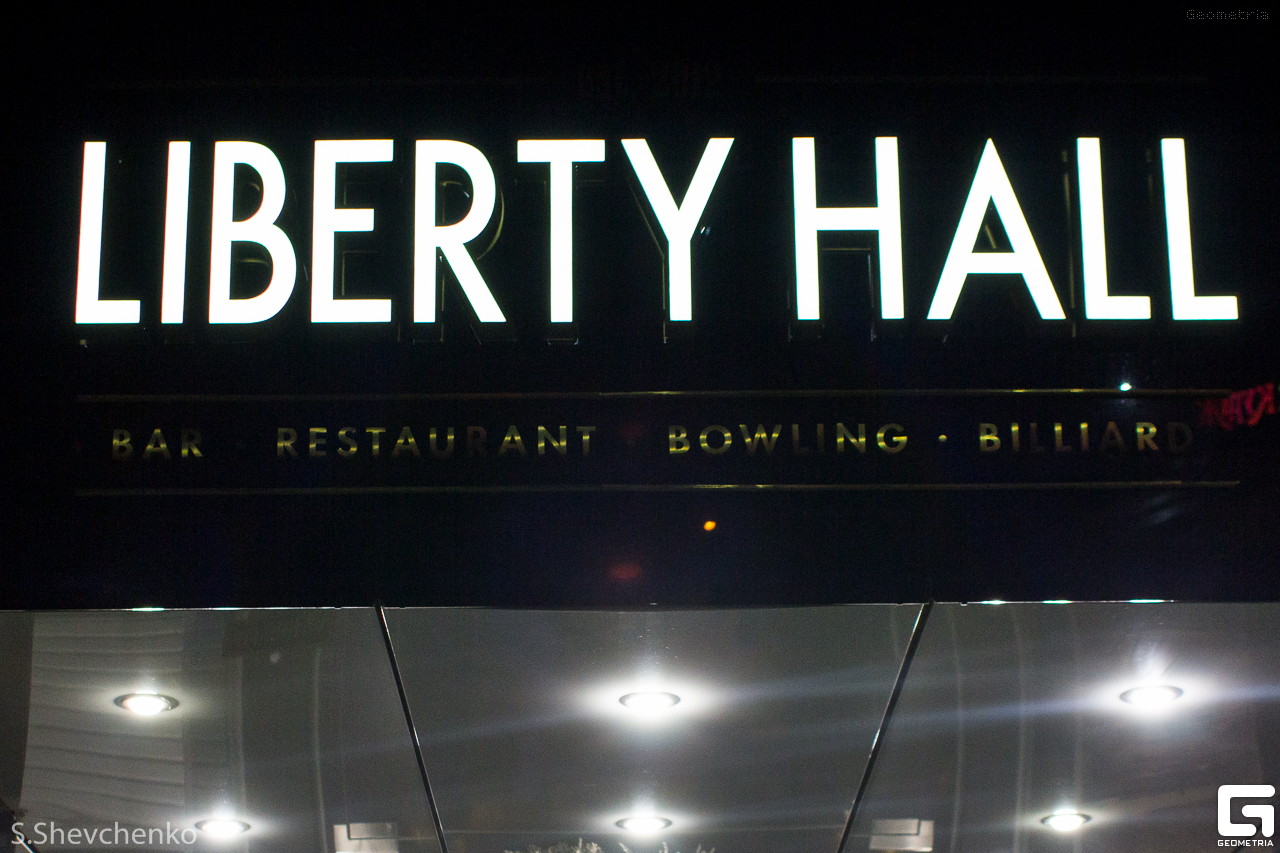 Geometria
LIBERTY HALL
BAR · RESTAURANT · BOWLING · BILLIARD
S.Shevchenko
GEOMETRIA